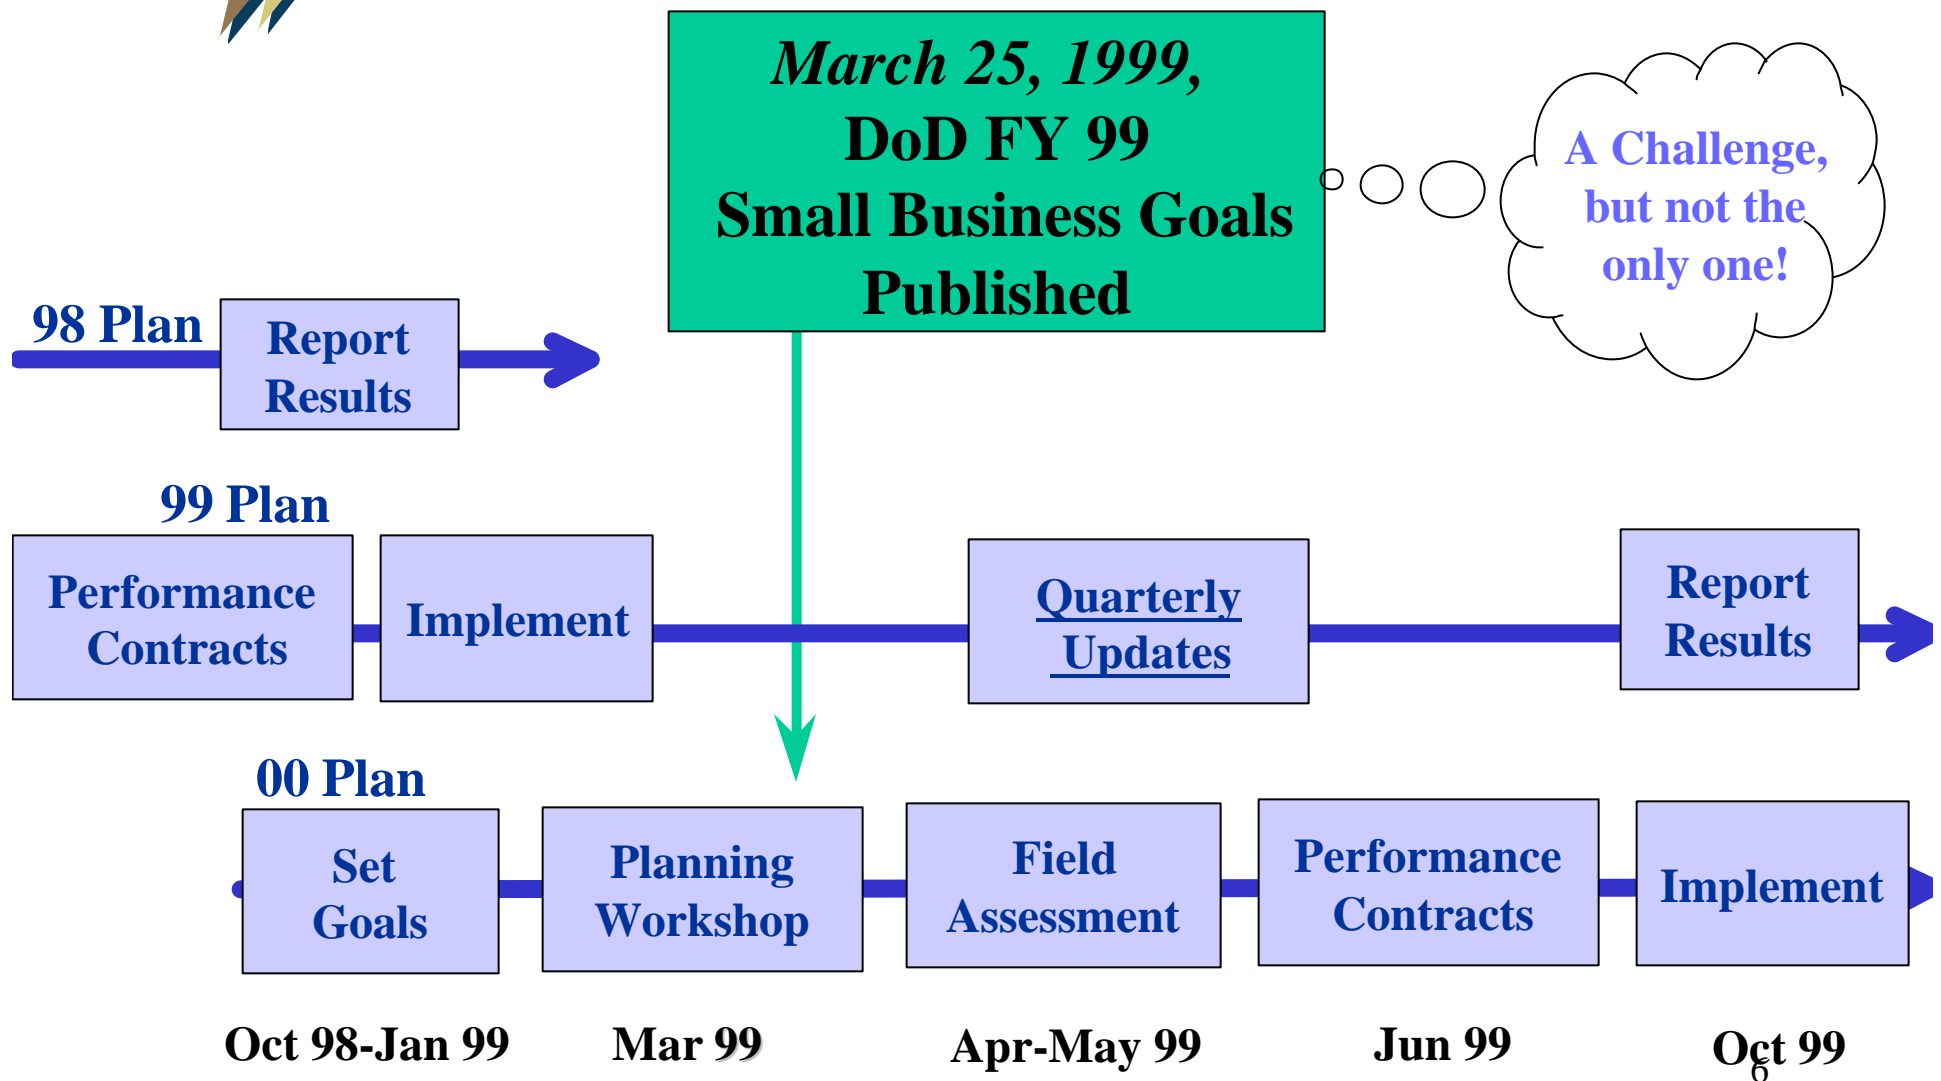 March 25, 1999,
DoD FY 99
Small Business Goals
Published
A Challenge,
but not the
only one!
98 Plan
Report
Results
99 Plan
Performance
Contracts
Implement
Quarterly
Updates
Report
Results
00 Plan
Set
Goals
Planning
Workshop
Field
Assessment
Performance
Contracts
Implement
Oct 98-Jan 99
Mar 99
Apr-May 99
Jun 99
Oct 99
6